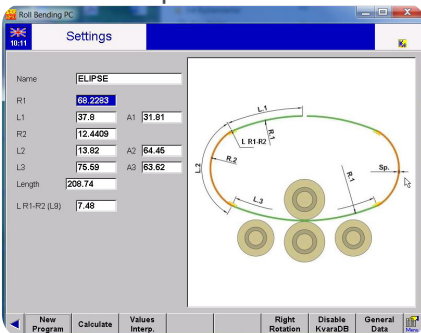 Roll Bending PC
10:11
Settings
Name ELIPSE
R1 68.2283
L1 37.8 A1 31.81
R2 12.4409
L2 13.82 A2 64.45
L3 75.59 A3 63.62
Length 208.74
L R1-R2 (L9) 7.48
L.1
R.1
L R1-R2
L.2
R.2
Sp.
R.1
L.3
New Program
Calculate
Values Interp.
Right Rotation
Disable KvaraDB
General Data
Menu